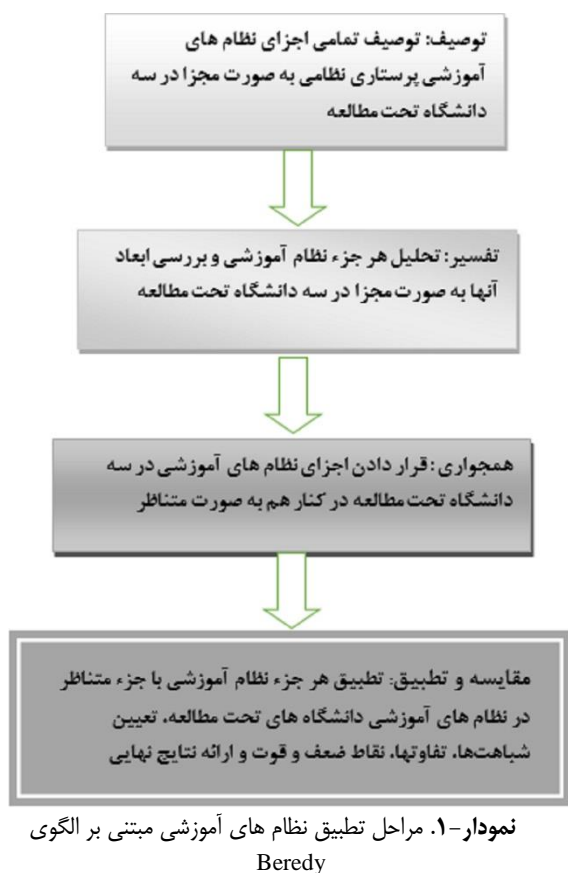 توصیف: توصیف تمامی اجزای نظام های
آموزشی پرستاری نظامی به صورت مجزا در سه
دانشگاه تحت مطالعه
تفسیر: تحلیل هر جزء نظام آموزشی و بررسی ابعاد
آنها به صورت مجزا در سه دانشگاه تحت مطالعه
همجواری: قرار دادن اجزای نظام های آموزشی در سه
دانشگاه تحت مطالعه در کنار هم به صورت متناظر
مقایسه و تطبیق: تطبیق هر جزء نظام آموزشی با جزء متناظر
در نظام های آموزشی دانشگاه های تحت مطالعه، تعیین
شباهت‌ها، تفاوتها، نقاط ضعف و قوت و ارائه نتایج نهایی
نمودار-۱. مراحل تطبیق نظام های آموزشی مبتنی بر الگوی
Beredy